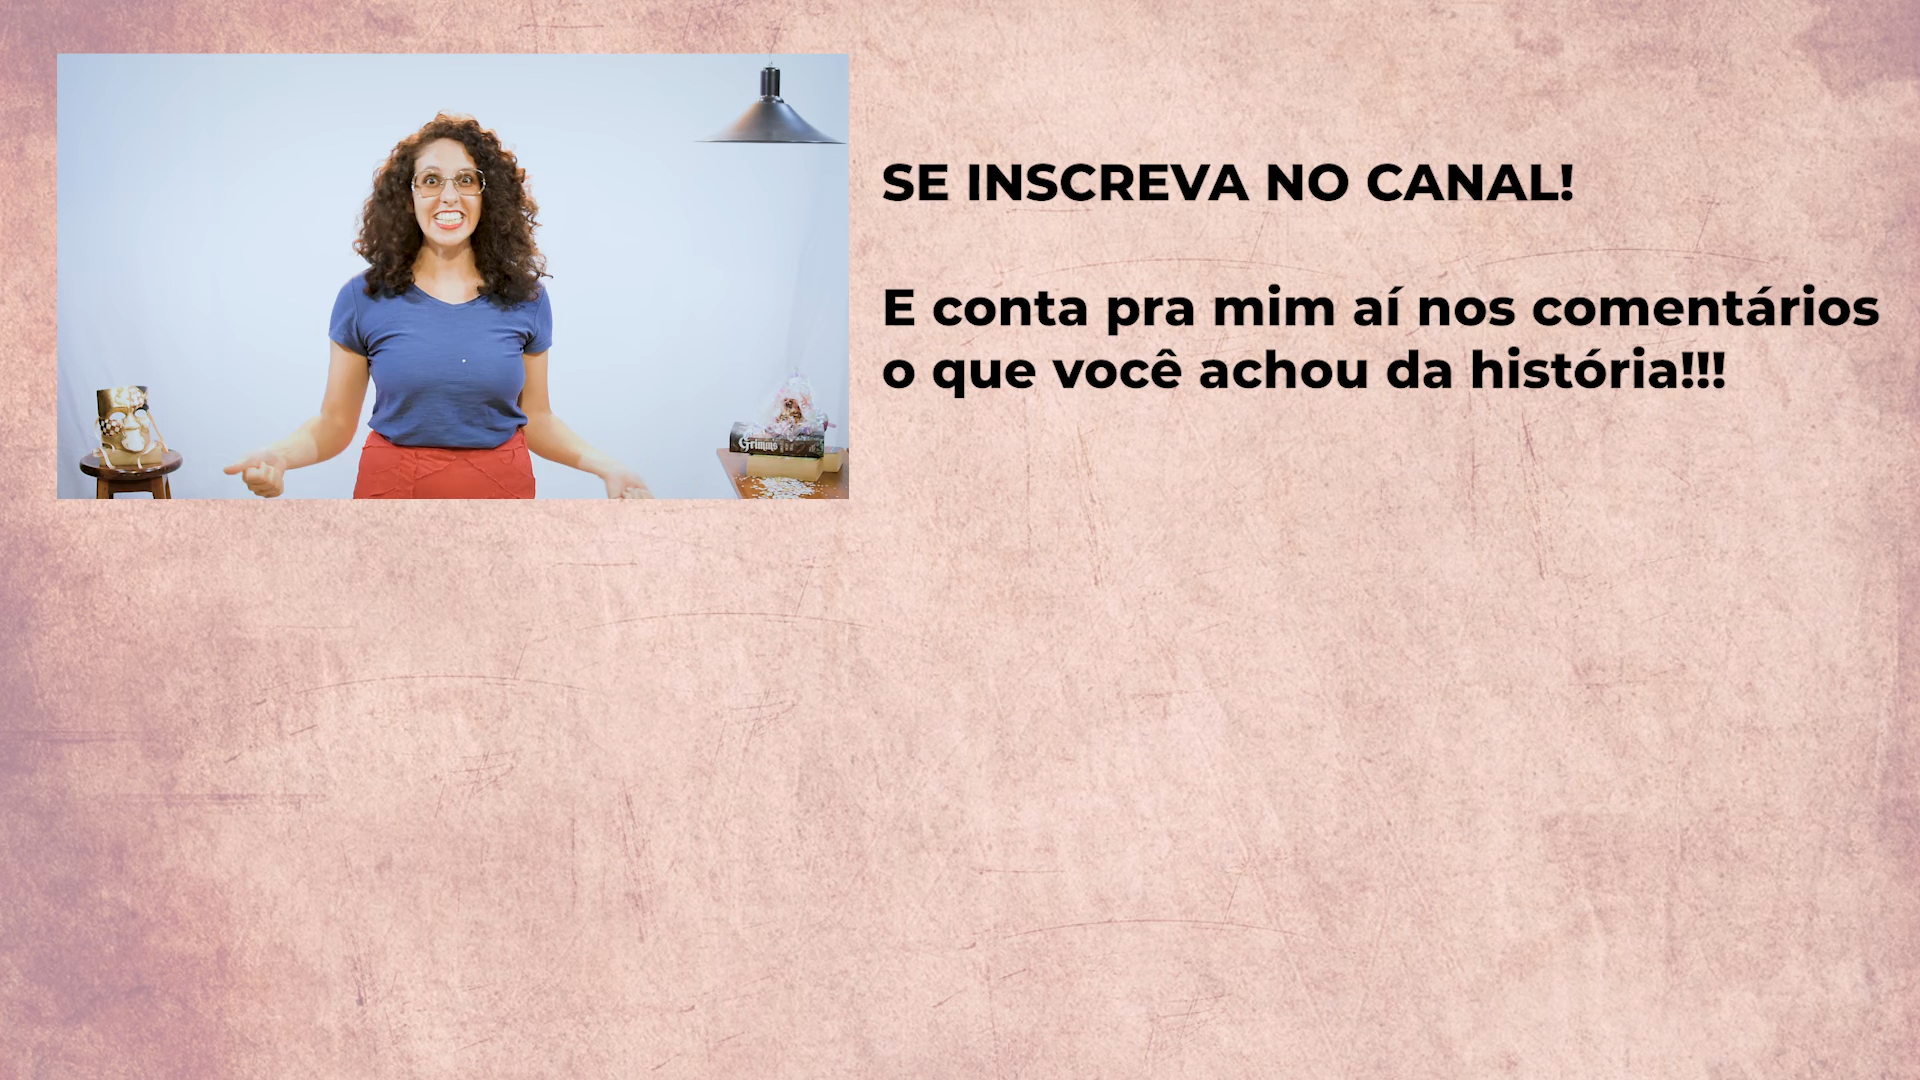 SE INSCREVA NO CANAL!
E conta pra mim aí nos comentários
o que você achou da história!!!
Grimms